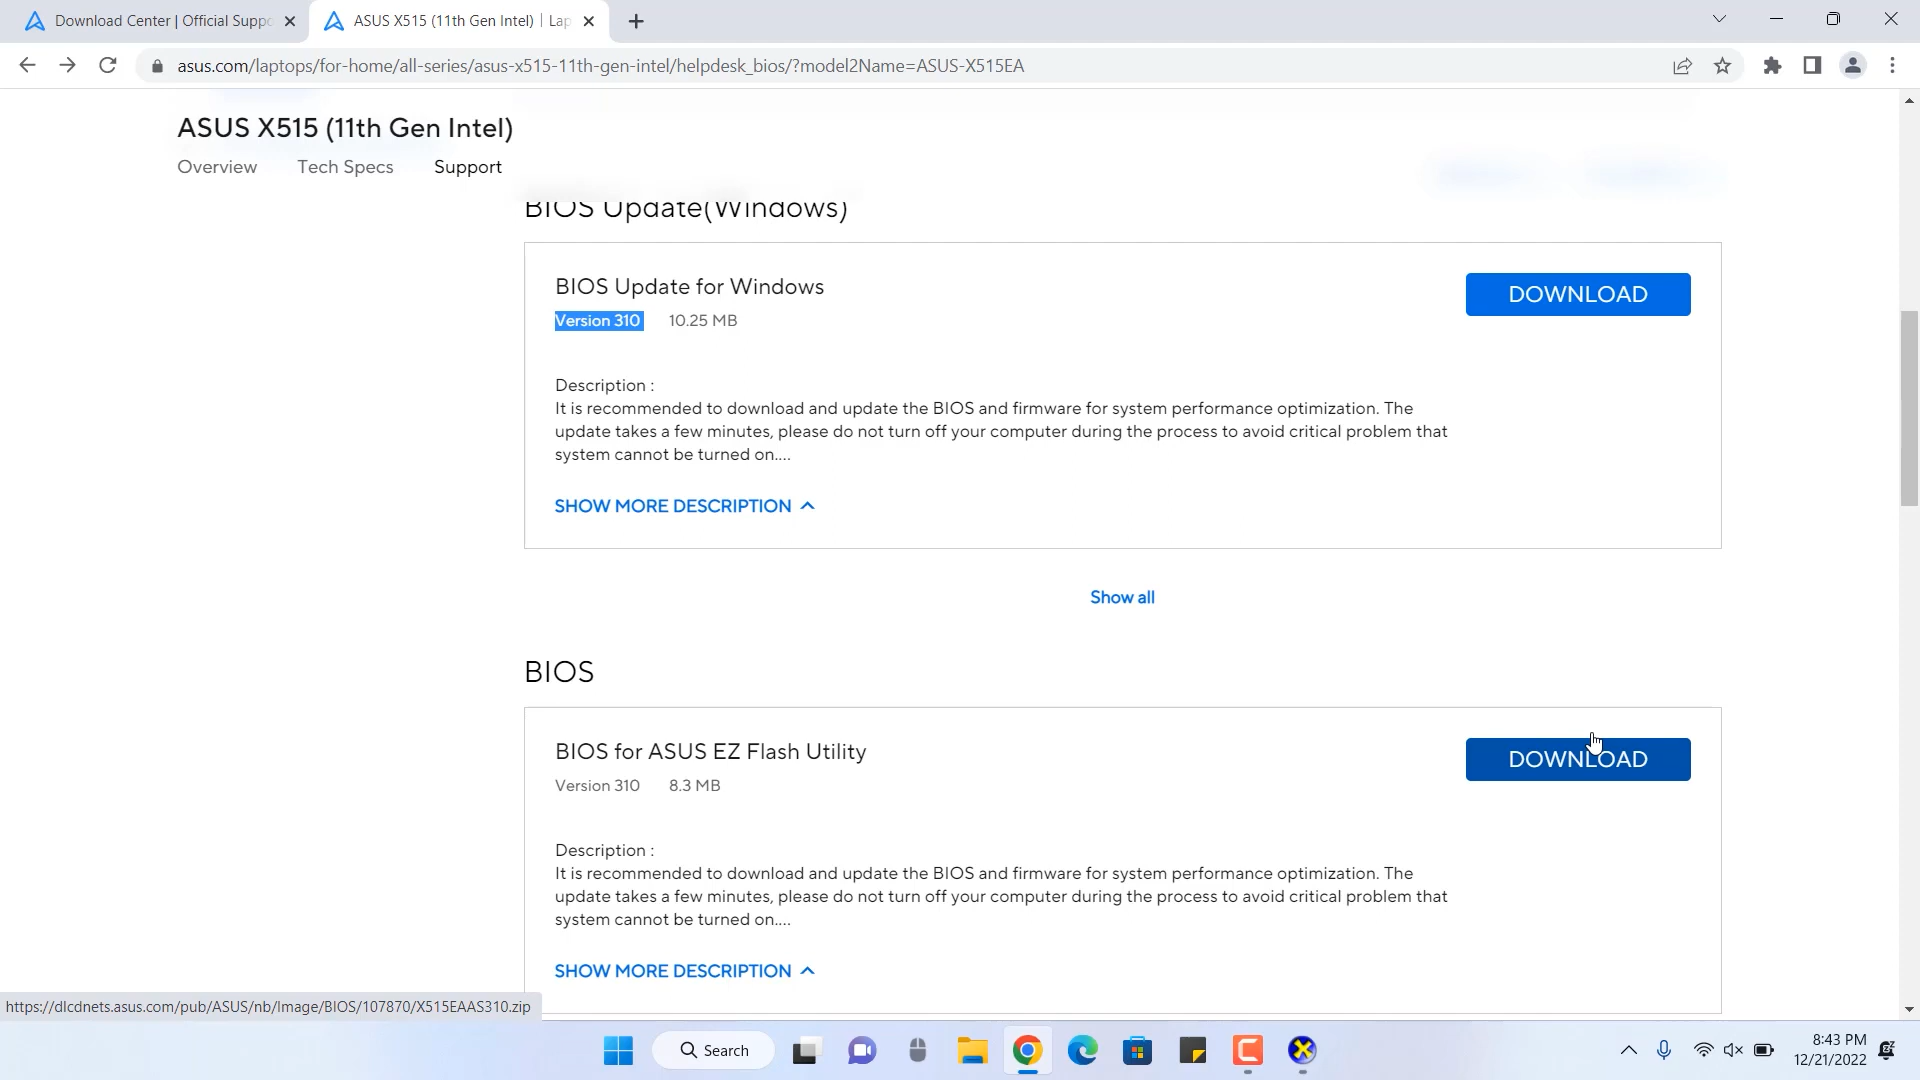 Download Center | Official Suppo
ASUS X515 (11th Gen Intel) | Lap
asus.com/laptops/for-home/all-series/asus-x515-11th-gen-intel/helpdesk_bios/?model2Name=ASUS-X515EA
ASUS X515 (11th Gen Intel)
Overview Tech Specs Support
BIOS Update(Windows)
BIOS Update for Windows
DOWNLOAD
Version 310 10.25 MB
Description :
It is recommended to download and update the BIOS and firmware for system performance optimization. The
update takes a few minutes, please do not turn off your computer during the process to avoid critical problem that
system cannot be turned on....
SHOW MORE DESCRIPTION
Show all
BIOS
BIOS for ASUS EZ Flash Utility
DOWNLOAD
Version 310 8.3 MB
Description :
It is recommended to download and update the BIOS and firmware for system performance optimization. The
update takes a few minutes, please do not turn off your computer during the process to avoid critical problem that
system cannot be turned on....
SHOW MORE DESCRIPTION
https://dlcdnets.asus.com/pub/ASUS/nb/Image/BIOS/107870/X515EAAS310.zip
Search
8:43 PM
12/21/2022